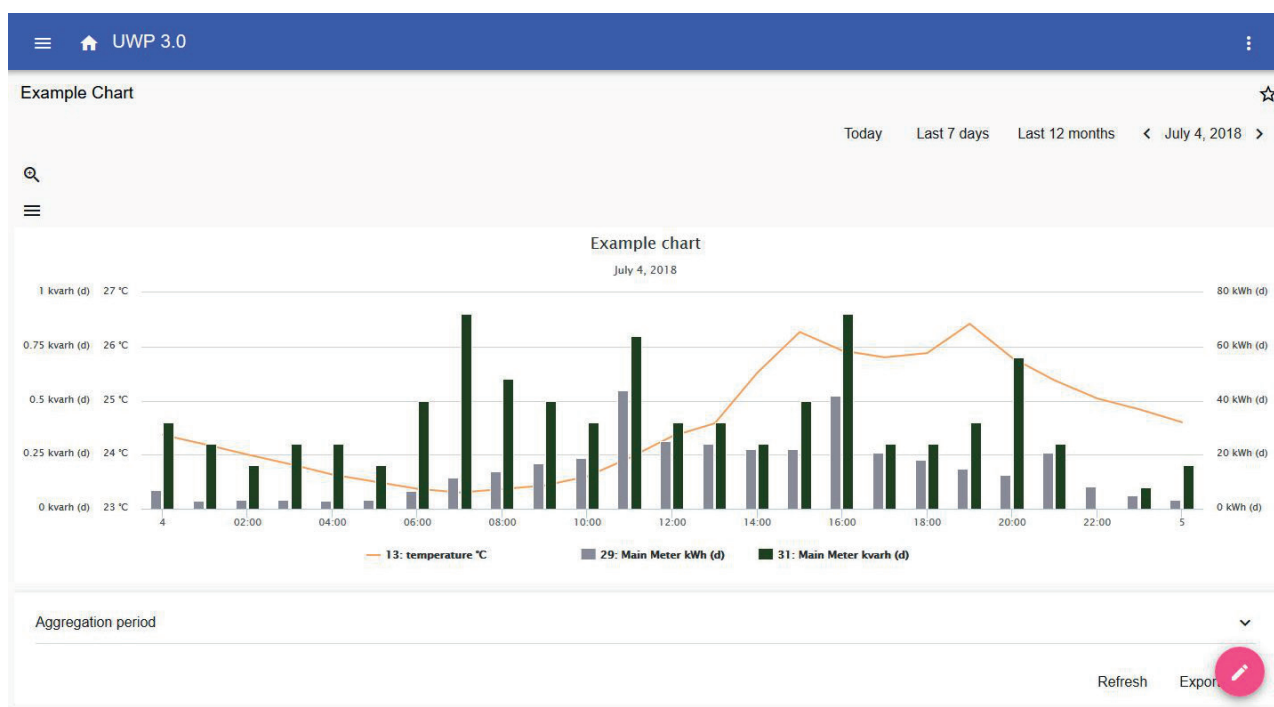 UWP 3.0
Example Chart
Today Last 7 days Last 12 months July 4, 2018
Example chart
July 4, 2018
1 kvarh (d) 27 °C 80 kWh (d)
0.75 kvarh (d) 26 °C 60 kWh (d)
0.5 kvarh (d) 25 °C 40 kWh (d)
0.25 kvarh (d) 24 °C 20 kWh (d)
0 kvarh (d) 23 °C 0 kWh (d)
4 02:00 04:00 06:00 08:00 10:00 12:00 14:00 16:00 18:00 20:00 22:00 5
13: temperature °C 29: Main Meter kWh (d) 31: Main Meter kvarh (d)
Aggregation period
Refresh Expor